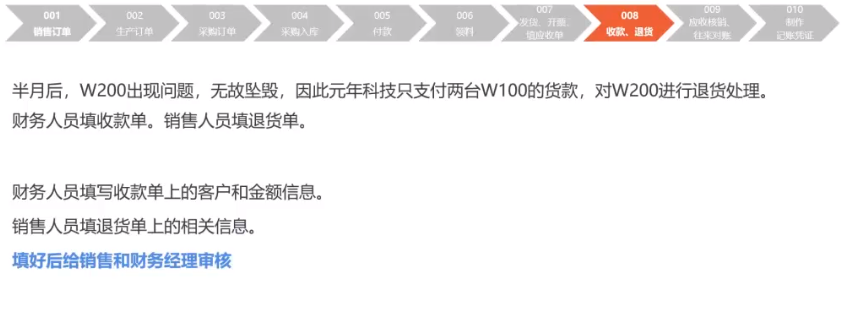 001
销售订单
002
生产订单
003
采购订单
004
采购入库
005
付款
006
领料
007
发货、开票、
填应收单
008
收款、退货
009
应收核销、
往来对账
010
制作
记账凭证
半月后，W200出现问题，无故坠毁，因此元年科技只支付两台W100的货款，对W200进行退货处理。
财务人员填收款单。销售人员填退货单。
财务人员填写收款单上的客户和金额信息。
销售人员填退货单上的相关信息。
填好后给销售和财务经理审核